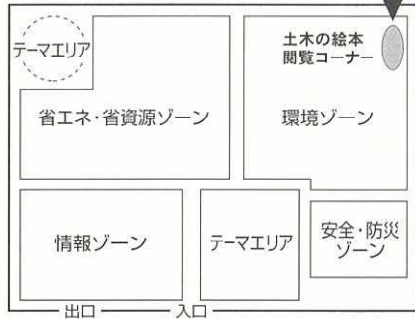 テーマエリア
土木の絵本
閲覧コーナー
省エネ・省資源ゾーン
環境ゾーン
情報ゾーン
テーマエリア
安全・防災
ゾーン
出口
入口